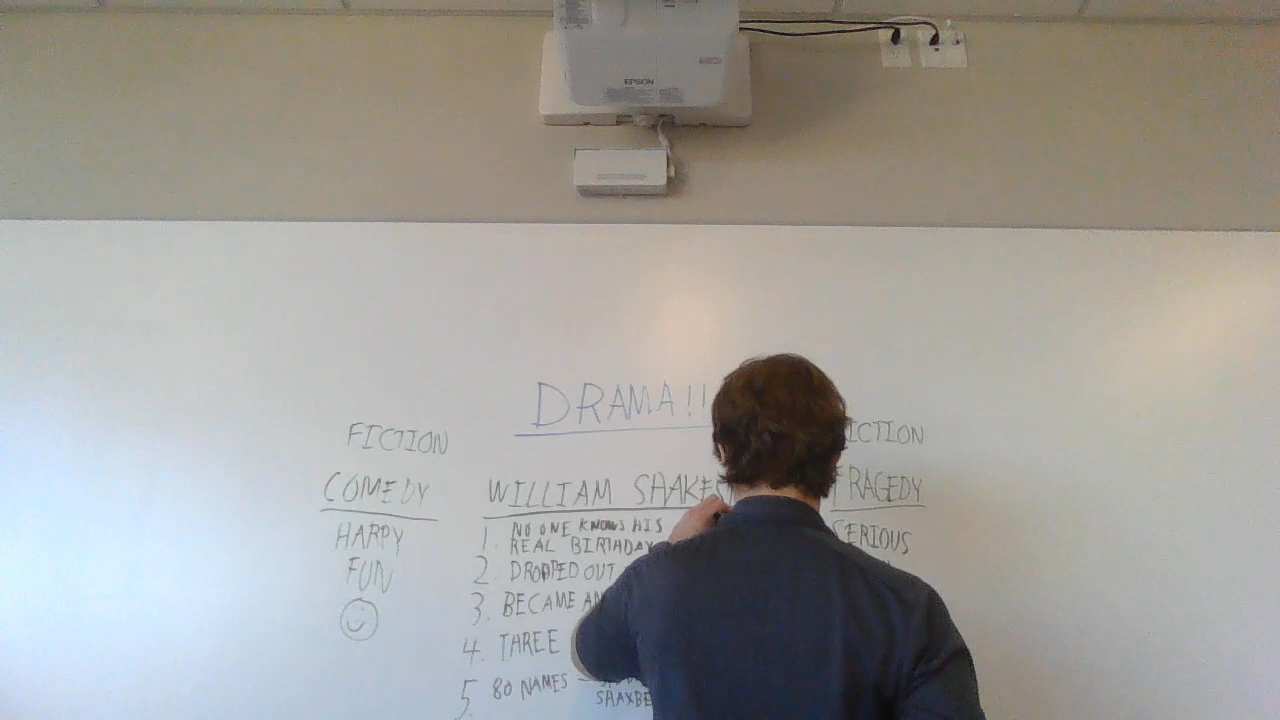 EPSON
DRAMA!!
FICTION
ICTION
COMEDY
WILLIAM SHAKES
TRAGEDY
HAPPY
FUN
1. NO ONE KNOWS HIS
REAL BIRTHDAY
2. DROPPED OUT
3. BECAME AN
4. THREE
5. 80 NAMES -
SHAXBE
SERIOUS